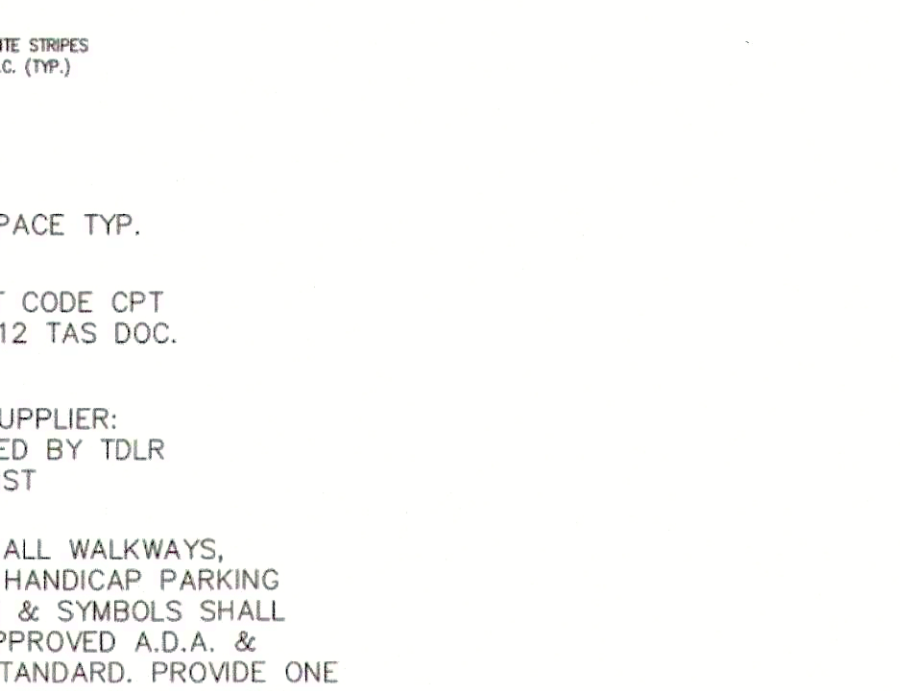 ITE STRIPES
.C. (TYP.)
PACE TYP.
T CODE CPT
12 TAS DOC.
UPPLIER:
ED BY TDLR
ST
ALL WALKWAYS,
HANDICAP PARKING
& SYMBOLS SHALL
PPROVED A.D.A. &
TANDARD. PROVIDE ONE